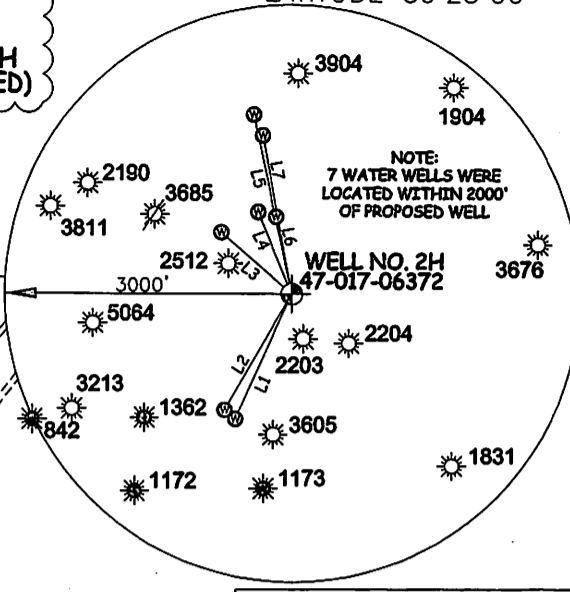 H
ED)
3904
1904
NOTE:
7 WATER WELLS WERE
LOCATED WITHIN 2000'
OF PROPOSED WELL
2190
3685
3811
W
W
L7
L5
W
W
L4
L6
W
2512
L3
WELL NO. 2H
47-017-06372
3676
3000'
5064
2203
2204
L2
L1
3213
842
1362
W
W
3605
1172
1173
1831